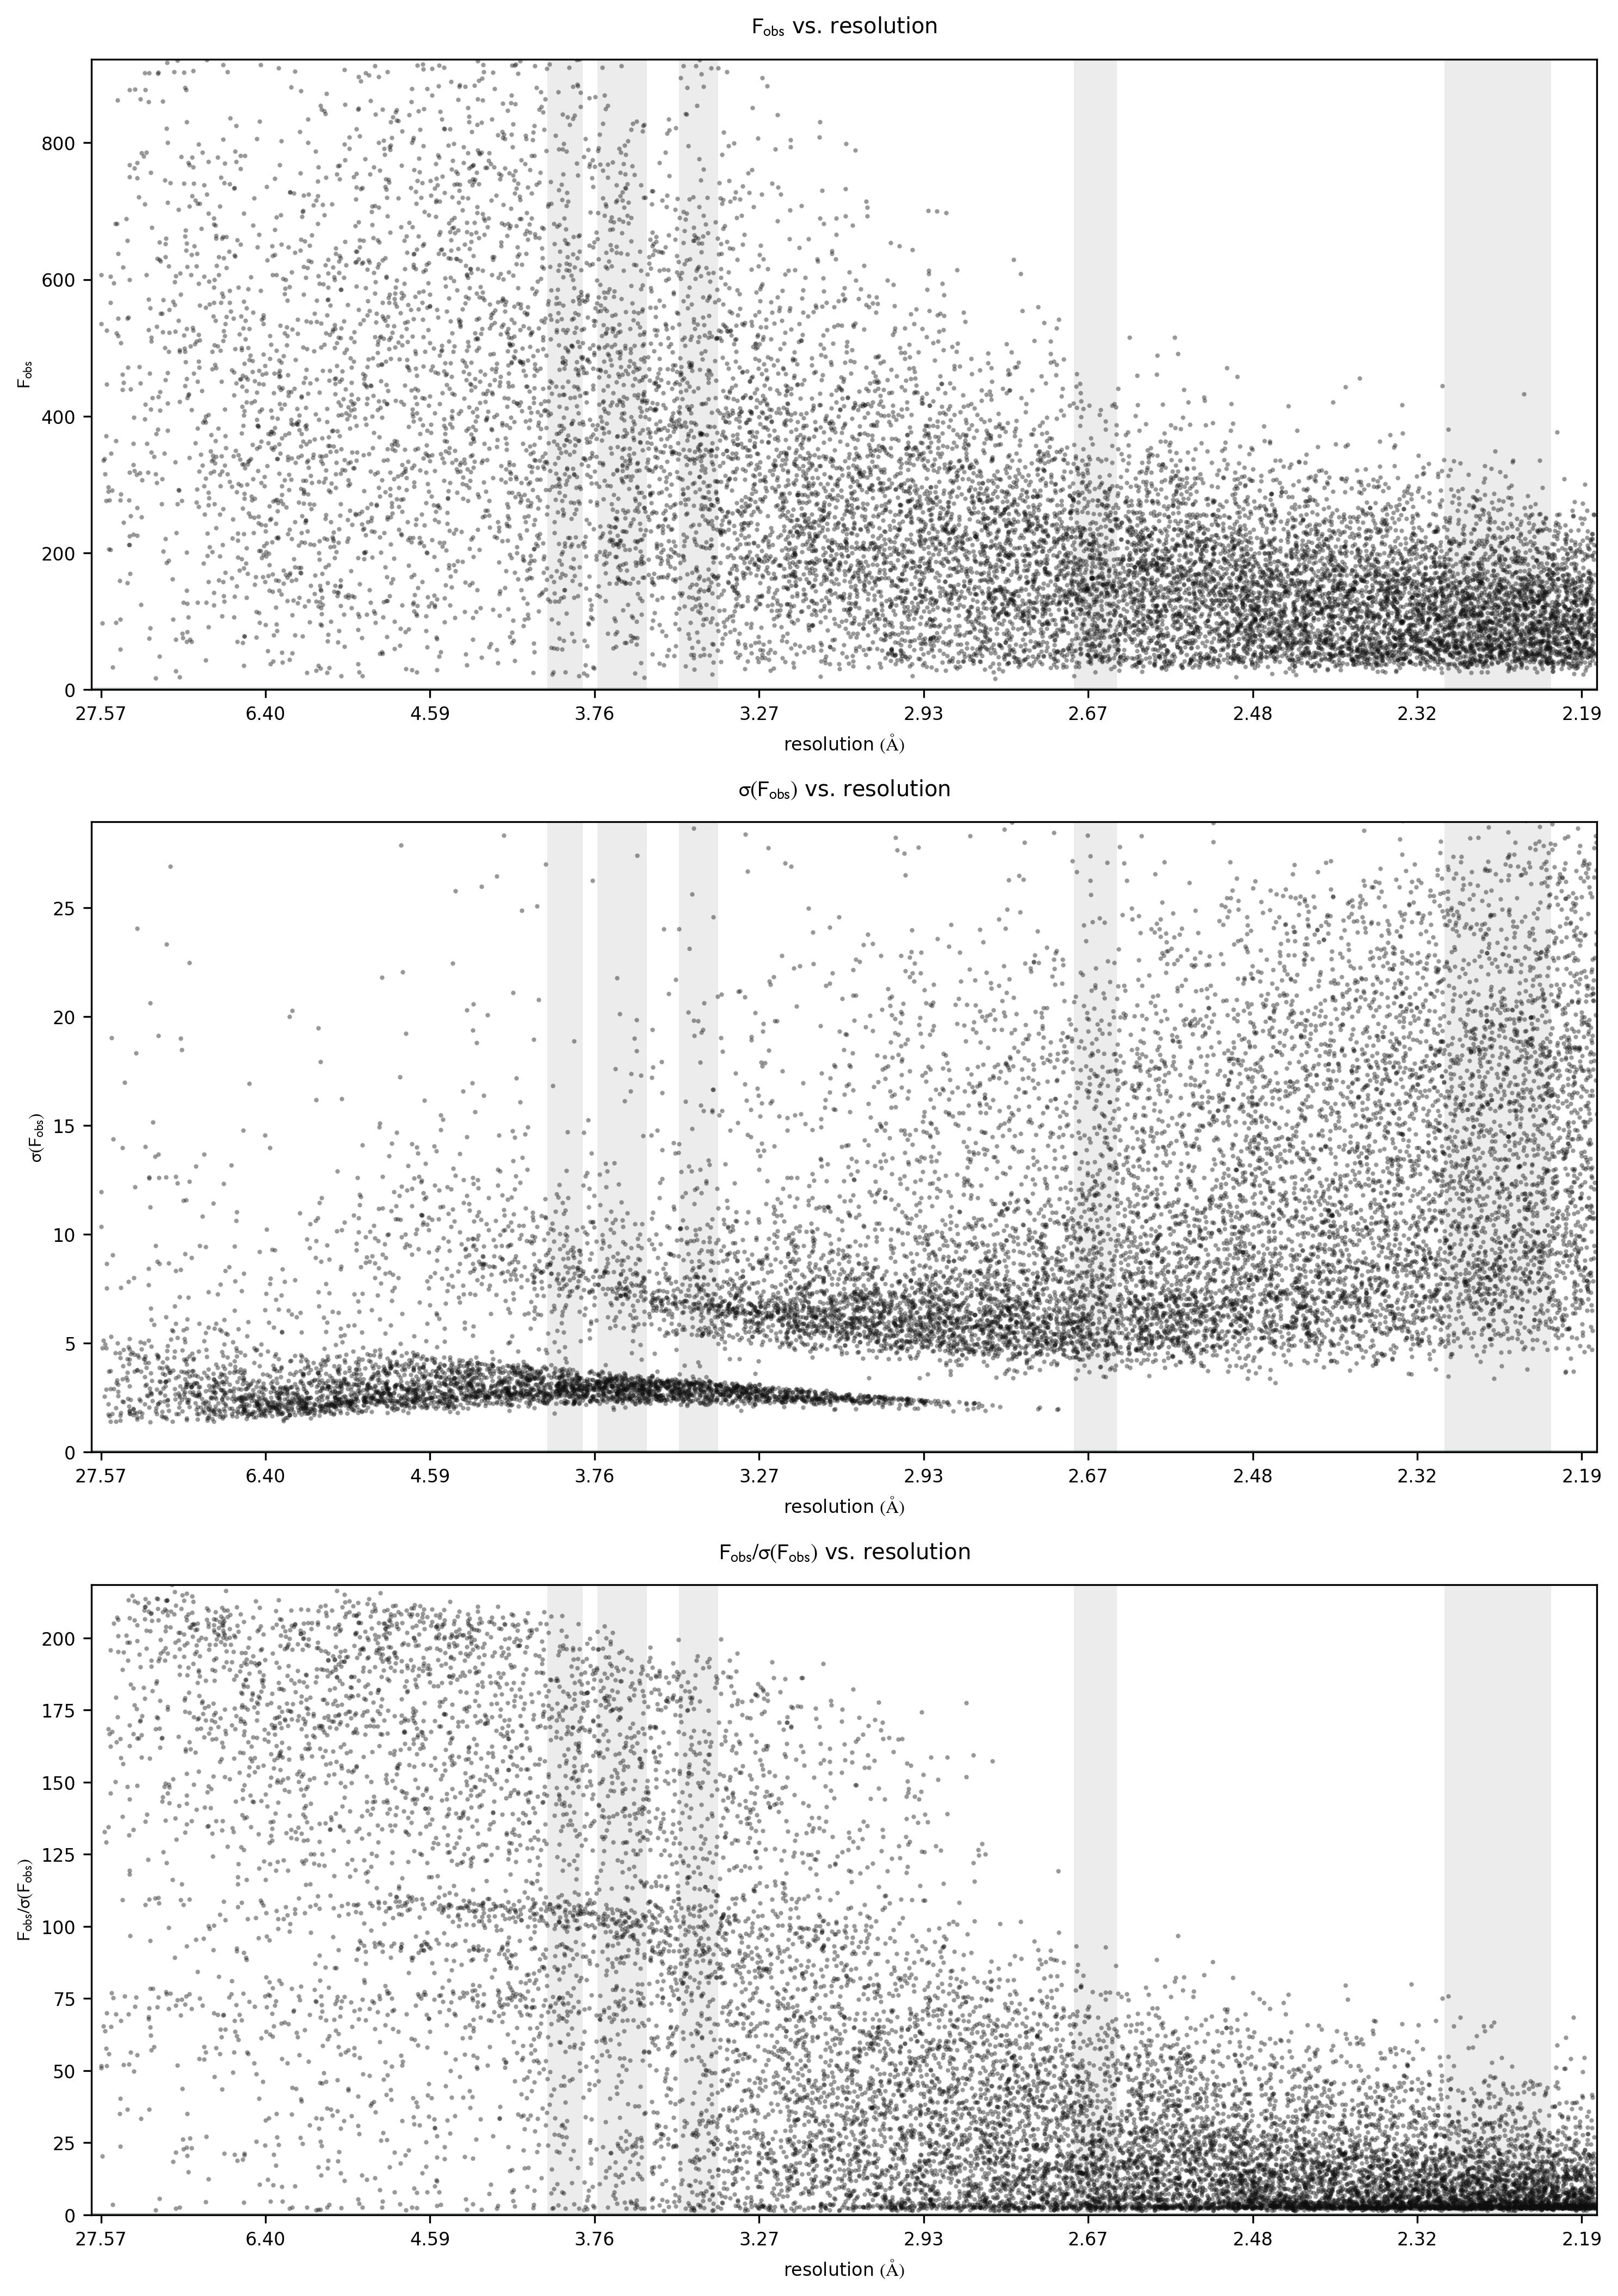 Fobs vs. resolution
800
600
400
200
0
Fobs
27.57 6.40 4.59 3.76 3.27 2.93 2.67 2.48 2.32 2.19
resolution (Å)
σ(Fobs) vs. resolution
25
20
15
10
5
0
σ(Fobs)
27.57 6.40 4.59 3.76 3.27 2.93 2.67 2.48 2.32 2.19
resolution (Å)
Fobs/σ(Fobs) vs. resolution
200
175
150
125
100
75
50
25
0
Fobs/σ(Fobs)
27.57 6.40 4.59 3.76 3.27 2.93 2.67 2.48 2.32 2.19
resolution (Å)